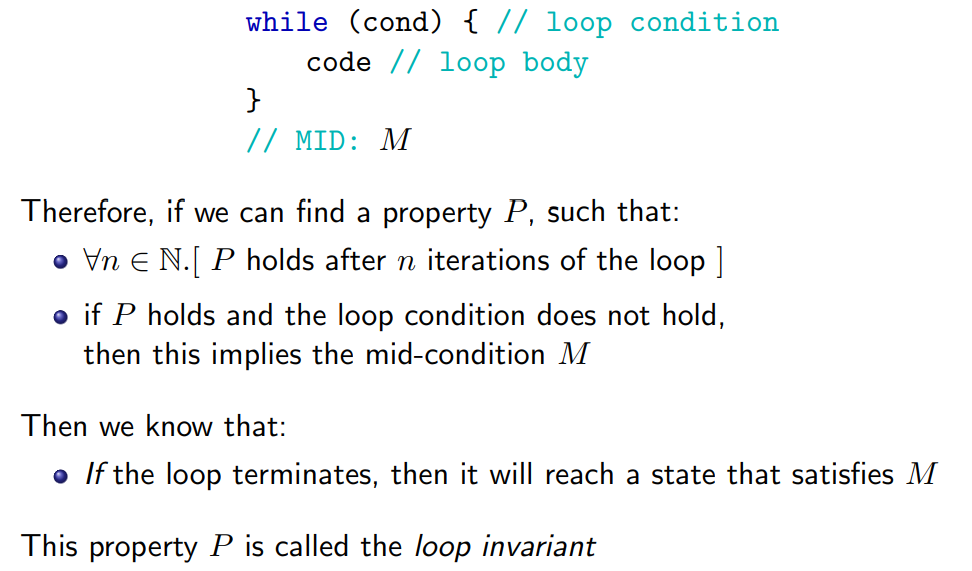 while (cond) { // loop condition
code // loop body
}
// MID: M
Therefore, if we can find a property P, such that:
• ∀n ∈ ℕ.[ P holds after n iterations of the loop ]
• if P holds and the loop condition does not hold,
then this implies the mid-condition M
Then we know that:
• If the loop terminates, then it will reach a state that satisfies M
This property P is called the loop invariant